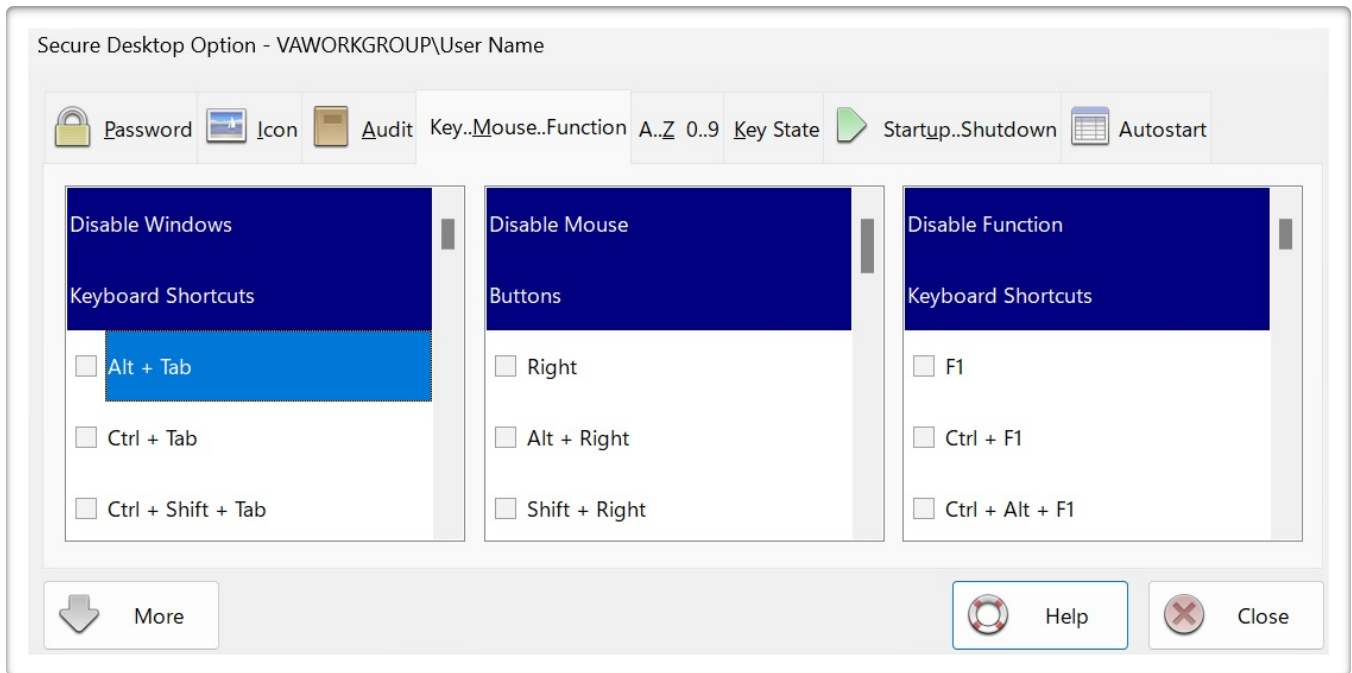 Secure Desktop Option - VAWORKGROUP\User Name
Password Icon Audit Key..Mouse..Function A..Z 0..9 Key State Startup..Shutdown Autostart
Disable Windows
Keyboard Shortcuts
Alt + Tab
Ctrl + Tab
Ctrl + Shift + Tab
Disable Mouse
Buttons
Right
Alt + Right
Shift + Right
Disable Function
Keyboard Shortcuts
F1
Ctrl + F1
Ctrl + Alt + F1
More Help Close